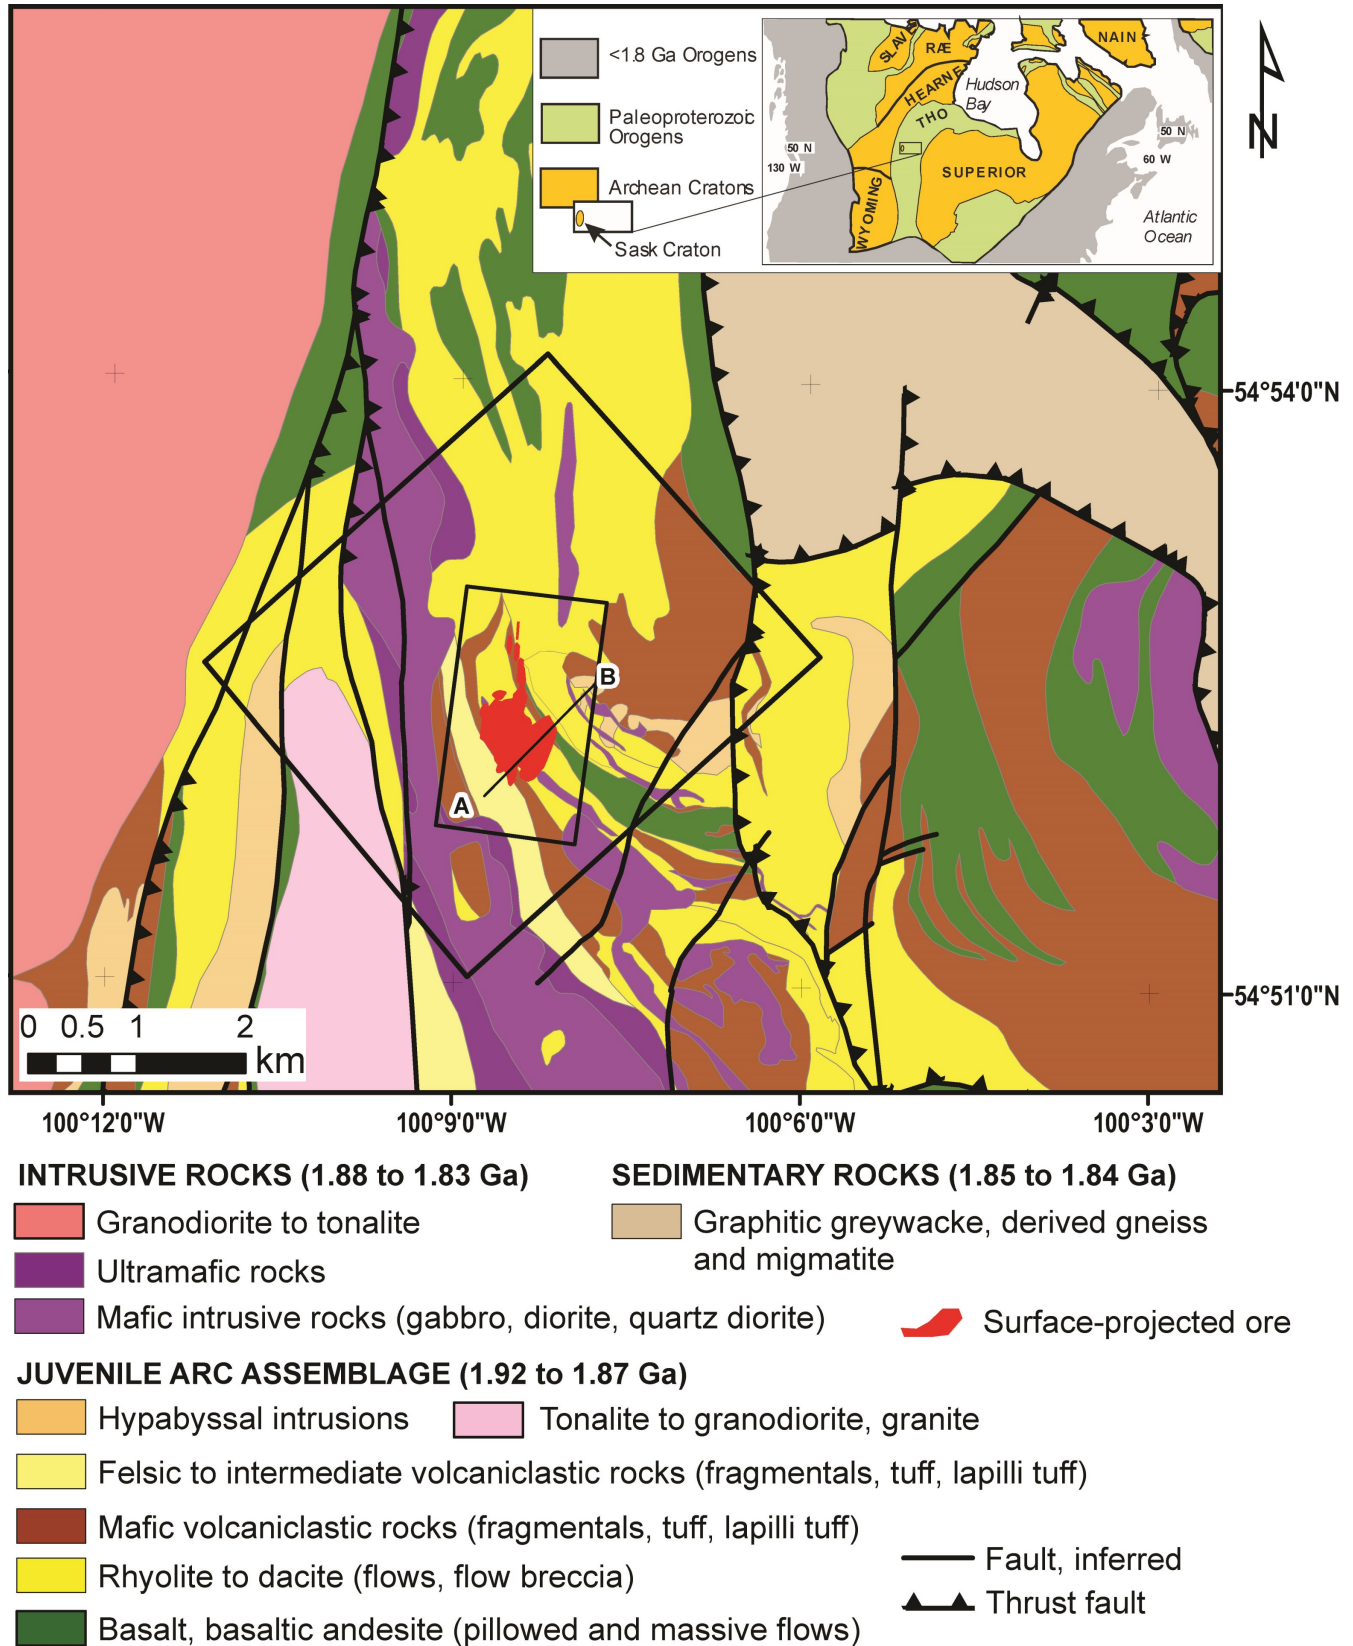 <1.8 Ga Orogens
Paleoproterozoic
Orogens
Archean Cratons
Sask Craton
SLAVE
RÆ
HEARNE
THO
Hudson
Bay
NAIN
50 N
130 W
50 N
60 W
SUPERIOR
WYOMING
Atlantic
Ocean
N
54°54'0"N
B
A
54°51'0"N
0 0.5 1 2
km
100°12'0"W 100°9'0"W 100°6'0"W 100°3'0"W
INTRUSIVE ROCKS (1.88 to 1.83 Ga)
Granodiorite to tonalite
Ultramafic rocks
Mafic intrusive rocks (gabbro, diorite, quartz diorite)
SEDIMENTARY ROCKS (1.85 to 1.84 Ga)
Graphitic greywacke, derived gneiss
and migmatite
Surface-projected ore
JUVENILE ARC ASSEMBLAGE (1.92 to 1.87 Ga)
Hypabyssal intrusions
Tonalite to granodiorite, granite
Felsic to intermediate volcaniclastic rocks (fragmentals, tuff, lapilli tuff)
Mafic volcaniclastic rocks (fragmentals, tuff, lapilli tuff)
Rhyolite to dacite (flows, flow breccia)
Basalt, basaltic andesite (pillowed and massive flows)
Fault, inferred
Thrust fault